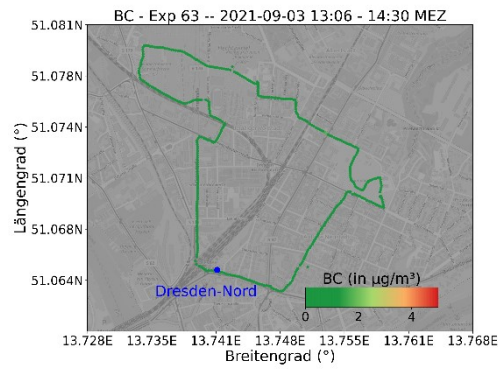 BC - Exp 63 -- 2021-09-03 13:06 - 14:30 MEZ
51.081N
51.078N
51.074N
51.071N
51.068N
51.064N
Längengrad (°)
Dresden-Nord
BC (in µg/m³)
0 2 4
13.728E 13.735E 13.741E 13.748E 13.755E 13.761E 13.768E
Breitengrad (°)